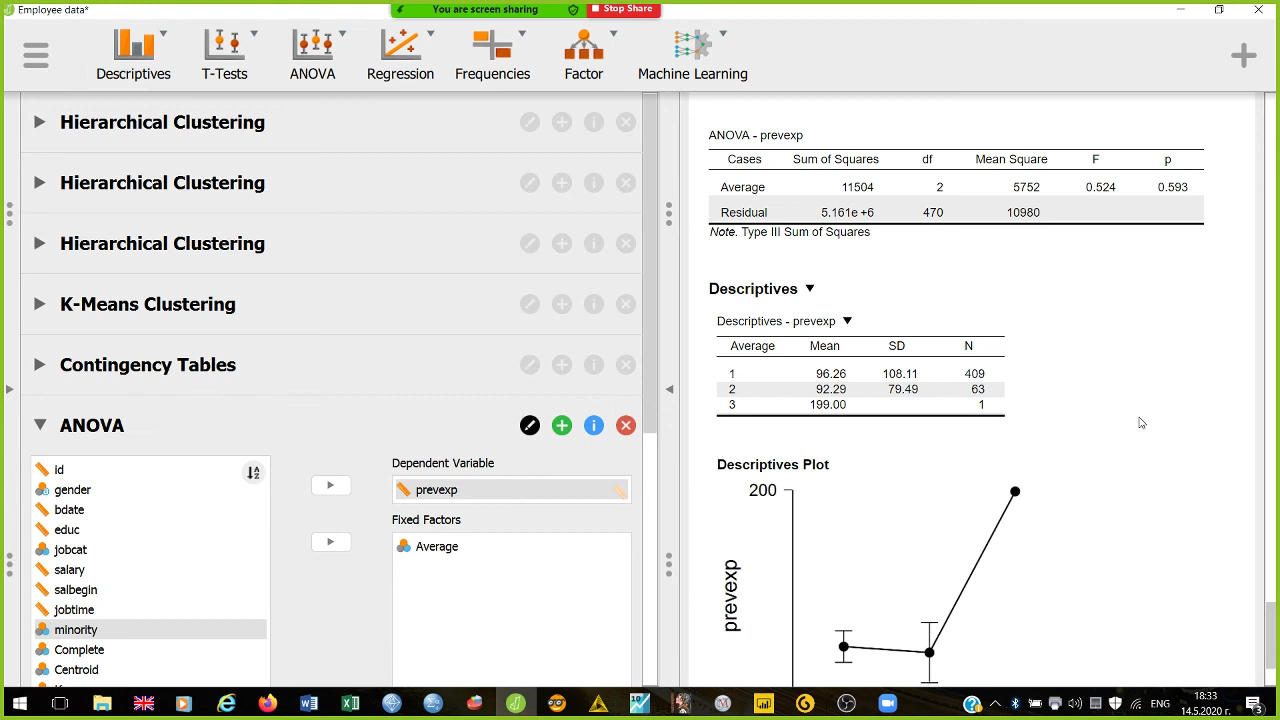 Employee data*
You are screen sharing
Stop Share
Descriptives
T-Tests
ANOVA
Regression
Frequencies
Factor
Machine Learning
Hierarchical Clustering
Hierarchical Clustering
Hierarchical Clustering
K-Means Clustering
Contingency Tables
ANOVA
id
gender
bdate
educ
jobcat
salary
salbegin
jobtime
minority
Complete
Centroid
Dependent Variable
prevexp
Fixed Factors
Average
ANOVA - prevexp
Cases Sum of Squares df Mean Square F p
Average 11504 2 5752 0.524 0.593
Residual 5.161e +6 470 10980
Note. Type III Sum of Squares
Descriptives
Descriptives - prevexp
Average Mean SD N
1 96.26 108.11 409
2 92.29 79.49 63
3 199.00 1
Descriptives Plot
200
prevexp
ENG
18:33
14.5.2020 г.
3